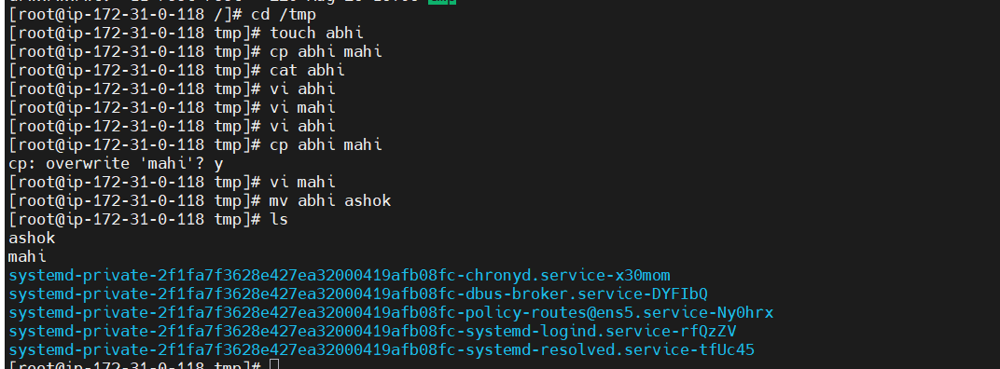 [root@ip-172-31-0-118 /]# cd /tmp
[root@ip-172-31-0-118 tmp]# touch abhi
[root@ip-172-31-0-118 tmp]# cp abhi mahi
[root@ip-172-31-0-118 tmp]# cat abhi
[root@ip-172-31-0-118 tmp]# vi abhi
[root@ip-172-31-0-118 tmp]# vi mahi
[root@ip-172-31-0-118 tmp]# vi abhi
[root@ip-172-31-0-118 tmp]# cp abhi mahi
cp: overwrite 'mahi'? y
[root@ip-172-31-0-118 tmp]# vi mahi
[root@ip-172-31-0-118 tmp]# mv abhi ashok
[root@ip-172-31-0-118 tmp]# ls
ashok
mahi
systemd-private-2f1fa7f3628e427ea32000419afb08fc-chronyd.service-x30mom
systemd-private-2f1fa7f3628e427ea32000419afb08fc-dbus-broker.service-DYFIbQ
systemd-private-2f1fa7f3628e427ea32000419afb08fc-policy-routes@ens5.service-Ny0hrx
systemd-private-2f1fa7f3628e427ea32000419afb08fc-systemd-logind.service-rfQzZV
systemd-private-2f1fa7f3628e427ea32000419afb08fc-systemd-resolved.service-tfUc45
[root@ip-172-31-0-118 tmp]#